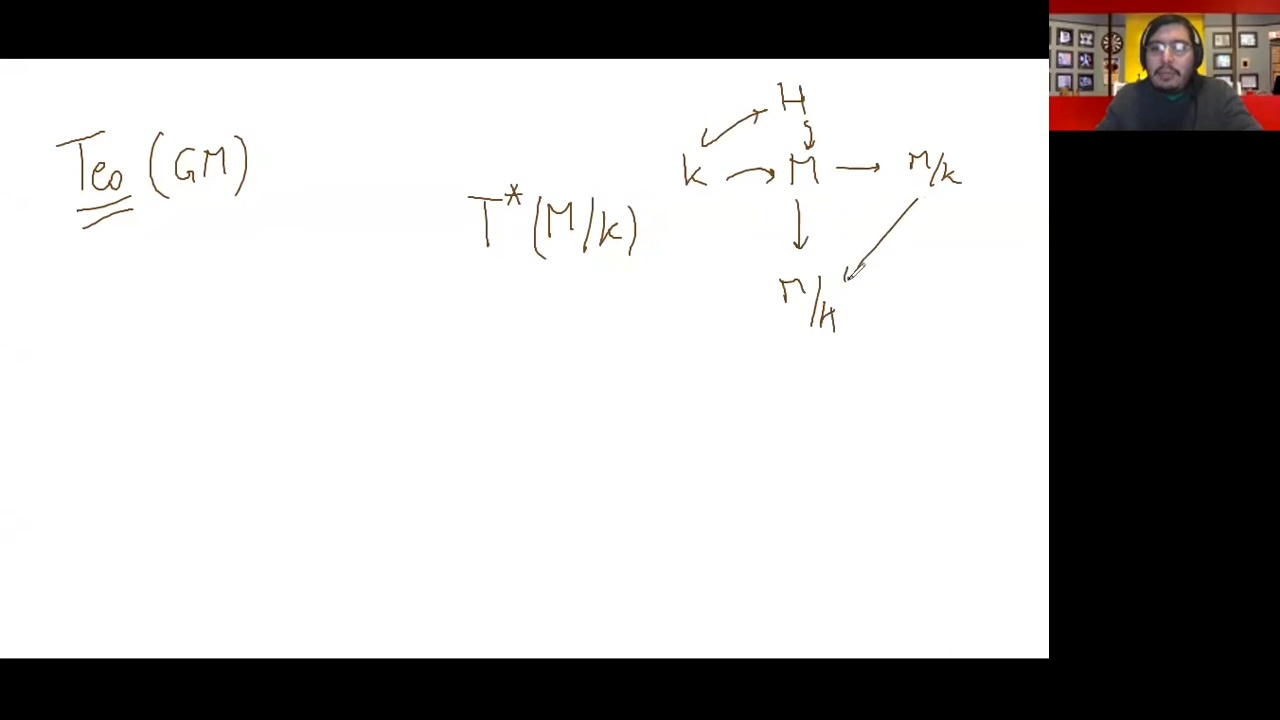 Teo (GM)
T*(M/K)
H
K → M → M/K
M/H